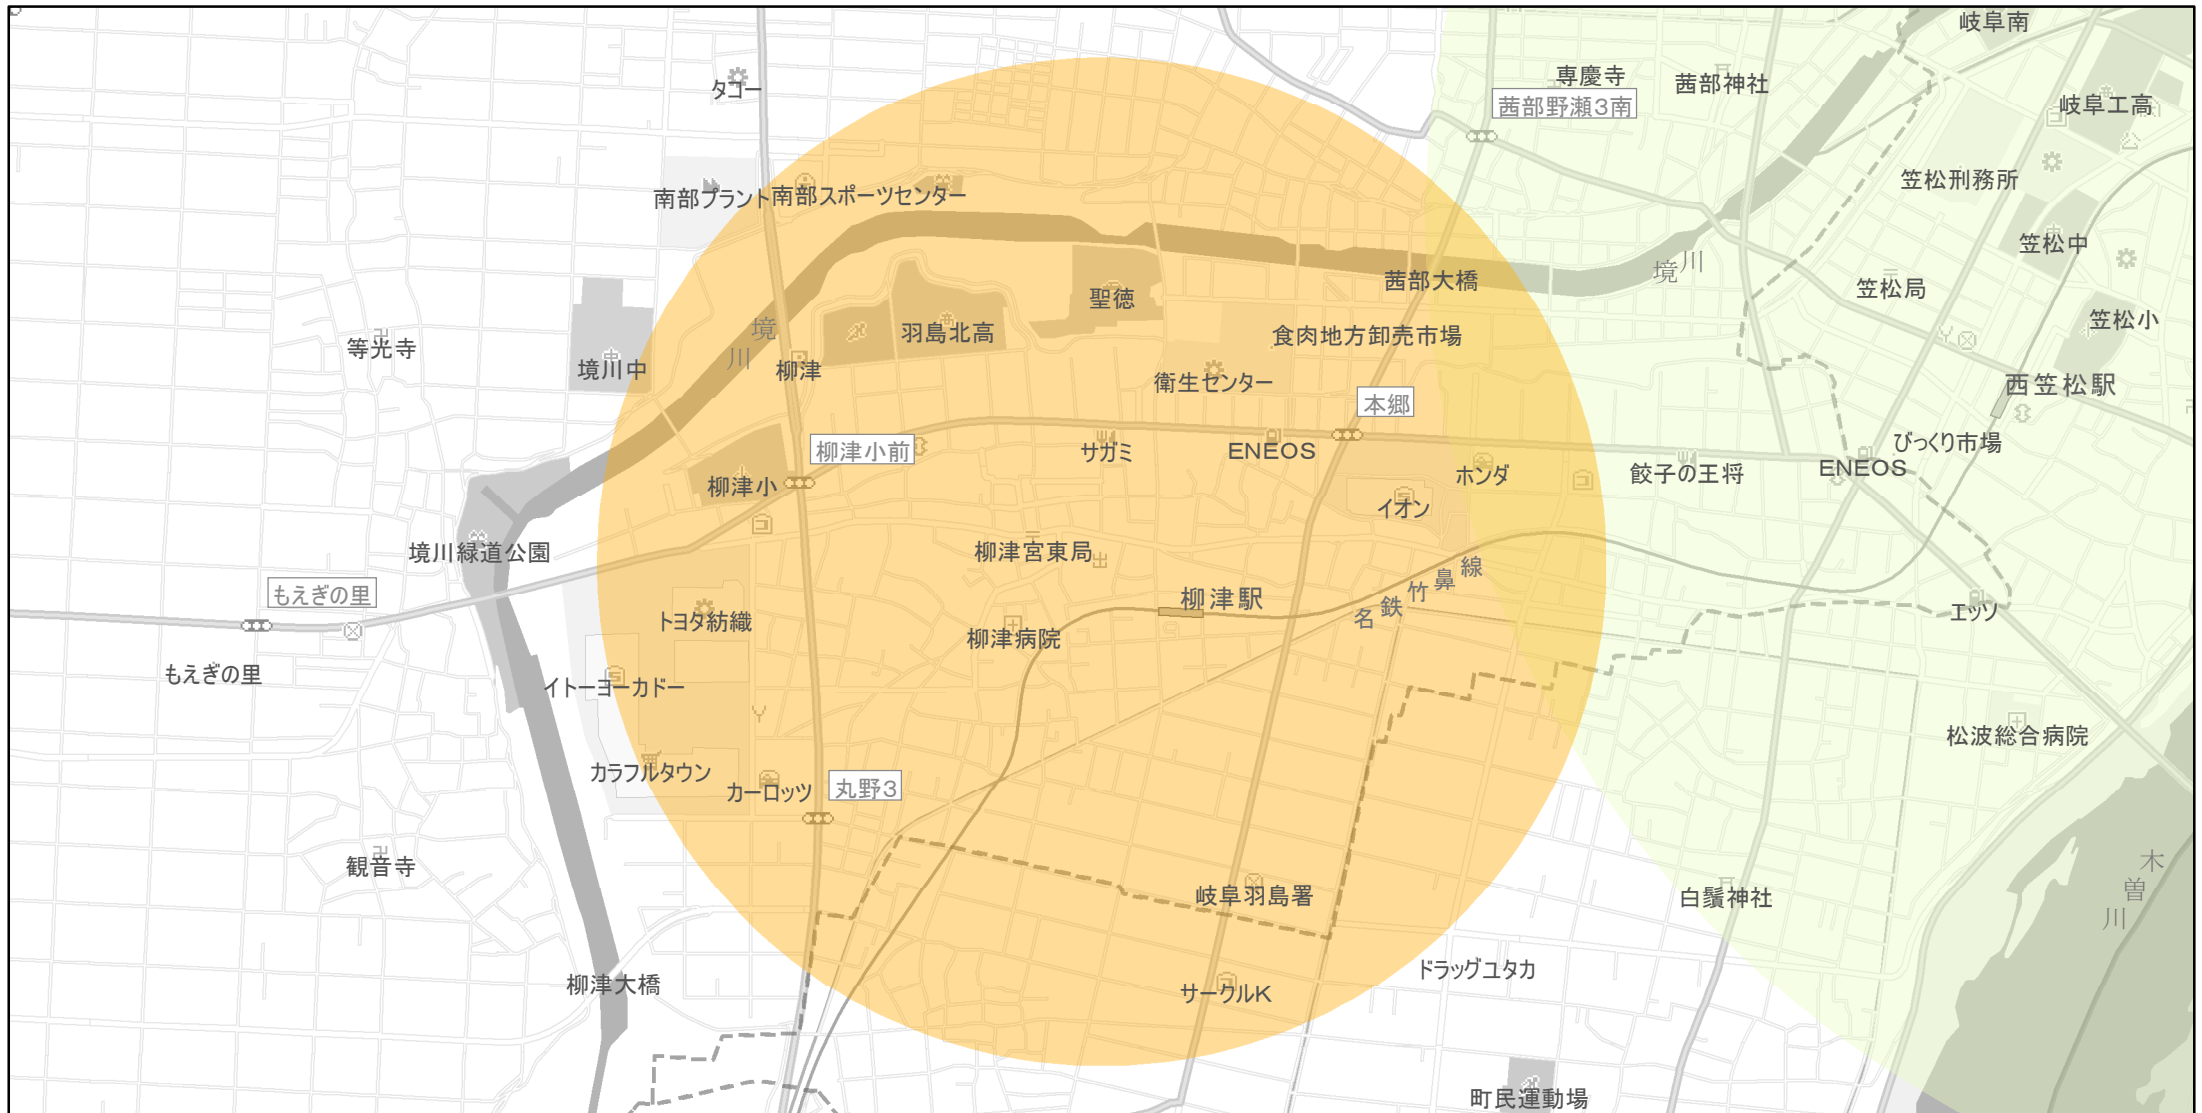 岐阜南
専慶寺
茜部神社
タコー
茜部野瀬3南
岐阜工高
笠松刑務所
南部プラント
南部スポーツセンター
笠松中
境川
茜部大橋
笠松局
聖徳
笠松小
境川
羽島北高
食肉地方卸売市場
等光寺
境川中
柳津
衛生センター
西笠松駅
本郷
びっくり市場
柳津小前
サガミ
ENEOS
ENEOS
ホンダ
餃子の王将
柳津小
イオン
境川緑道公園
柳津宮東局
名鉄竹鼻線
もえぎの里
柳津駅
エッソ
トヨタ紡織
柳津病院
もえぎの里
イトーヨーカドー
松波総合病院
カラフルタウン
カーロッツ
丸野3
観音寺
木曽川
岐阜羽島署
白鬚神社
ドラッグユタカ
柳津大橋
サークルK
町民運動場